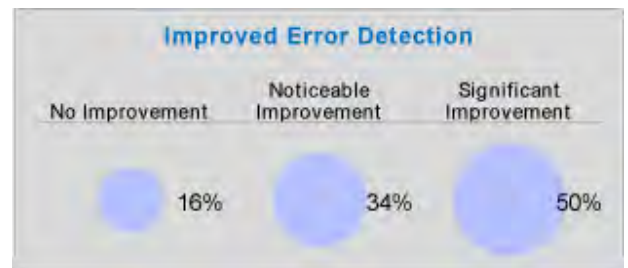 Improved Error Detection
No Improvement
Noticeable
Improvement
Significant
Improvement
16%
34%
50%